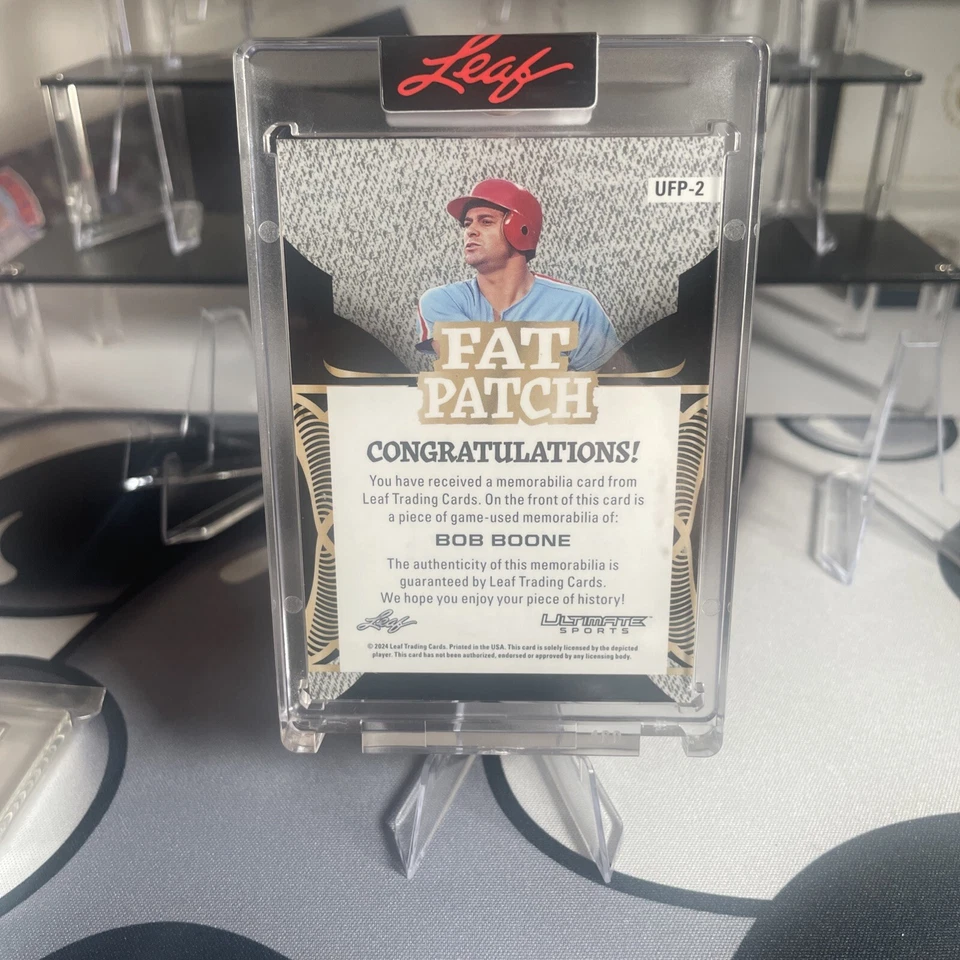 Leaf
UFP-2
FAT
PATCH
CONGRATULATIONS!
You have received a memorabilia card from
Leaf Trading Cards. On the front of this card is
a piece of game-used memorabilia of:
BOB BOONE
The authenticity of this memorabilia is
guaranteed by Leaf Trading Cards.
We hope you enjoy your piece of history!
Leaf
ULTIMATE
SPORTS
© 2024 Leaf Trading Cards. Printed in the USA. This card is solely licensed by the depicted
player. This card has not been authorized, endorsed or approved by any licensing body.